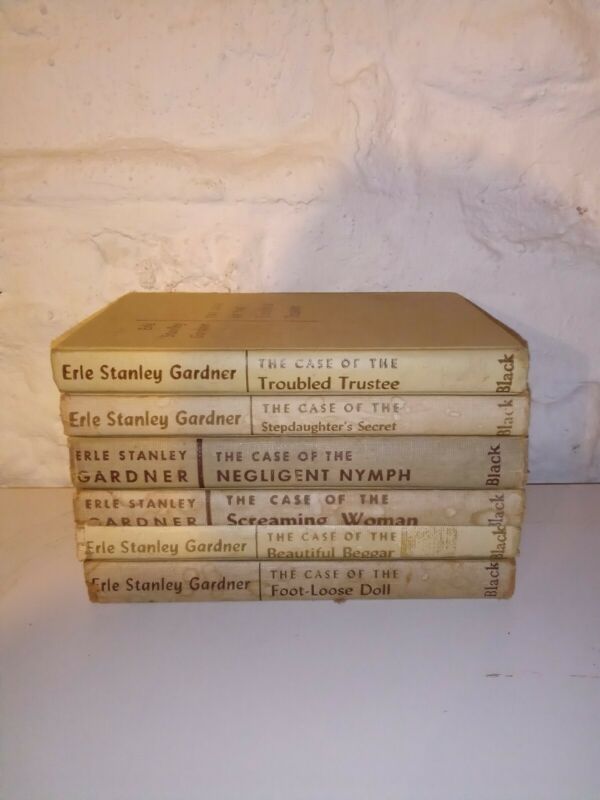 Erle Stanley Gardner
THE CASE OF THE
Troubled Trustee
Black
Erle Stanley Gardner
THE CASE OF THE
Stepdaughter's Secret
Black
ERLE STANLEY
GARDNER
THE CASE OF THE
NEGLIGENT NYMPH
Black
ERLE STANLEY
GARDNER
THE CASE OF THE
Screaming Woman
Black
Erle Stanley Gardner
THE CASE OF THE
Beautiful Beggar
Black
Erle Stanley Gardner
THE CASE OF THE
Foot-Loose Doll
Black